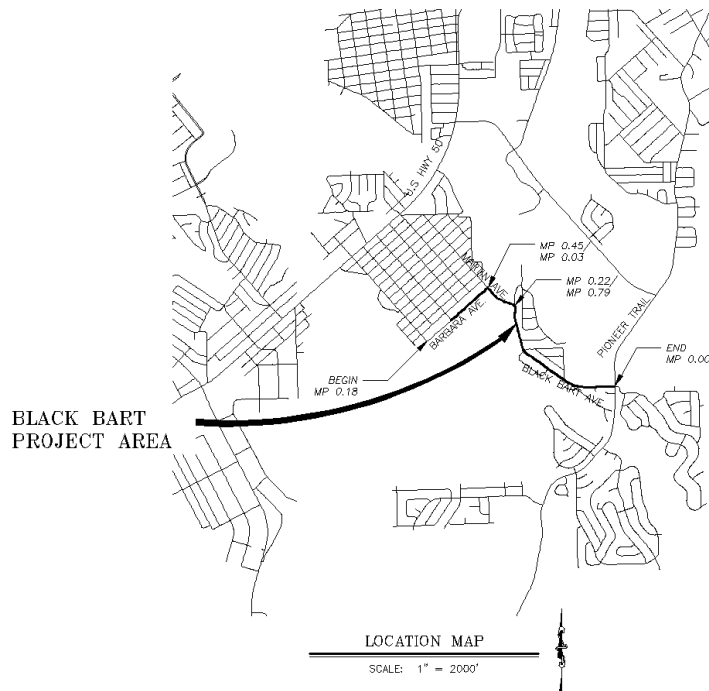 U.S HWY 50
MP 0.45/
MP 0.03
MARTIN AVE
MP 0.22/
MP 0.79
BARBARA AVE.
PIONEER TRAIL
END
MP 0.00
BEGIN
MP 0.18
BLACK BART AVE.
BLACK BART
PROJECT AREA
LOCATION MAP
SCALE: 1" = 2000'